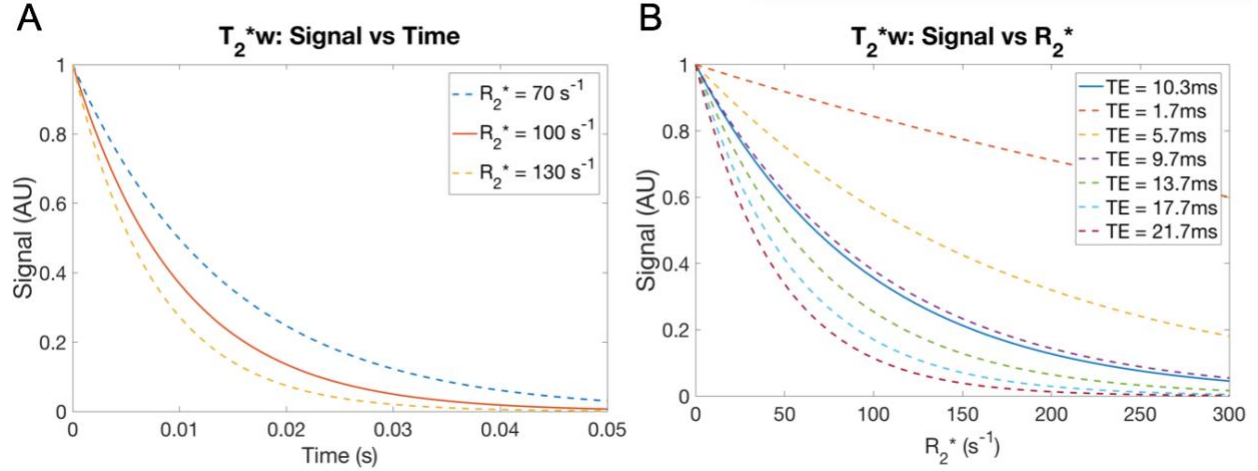 A
T2*w: Signal vs Time
Signal (AU)
1
0.8
0.6
0.4
0.2
0
0
0.01
0.02
0.03
0.04
0.05
Time (s)
R2* = 70 s-1
R2* = 100 s-1
R2* = 130 s-1
B
T2*w: Signal vs R2*
Signal (AU)
1
0.8
0.6
0.4
0.2
0
0
50
100
150
200
250
300
R2* (s-1)
TE = 10.3ms
TE = 1.7ms
TE = 5.7ms
TE = 9.7ms
TE = 13.7ms
TE = 17.7ms
TE = 21.7ms